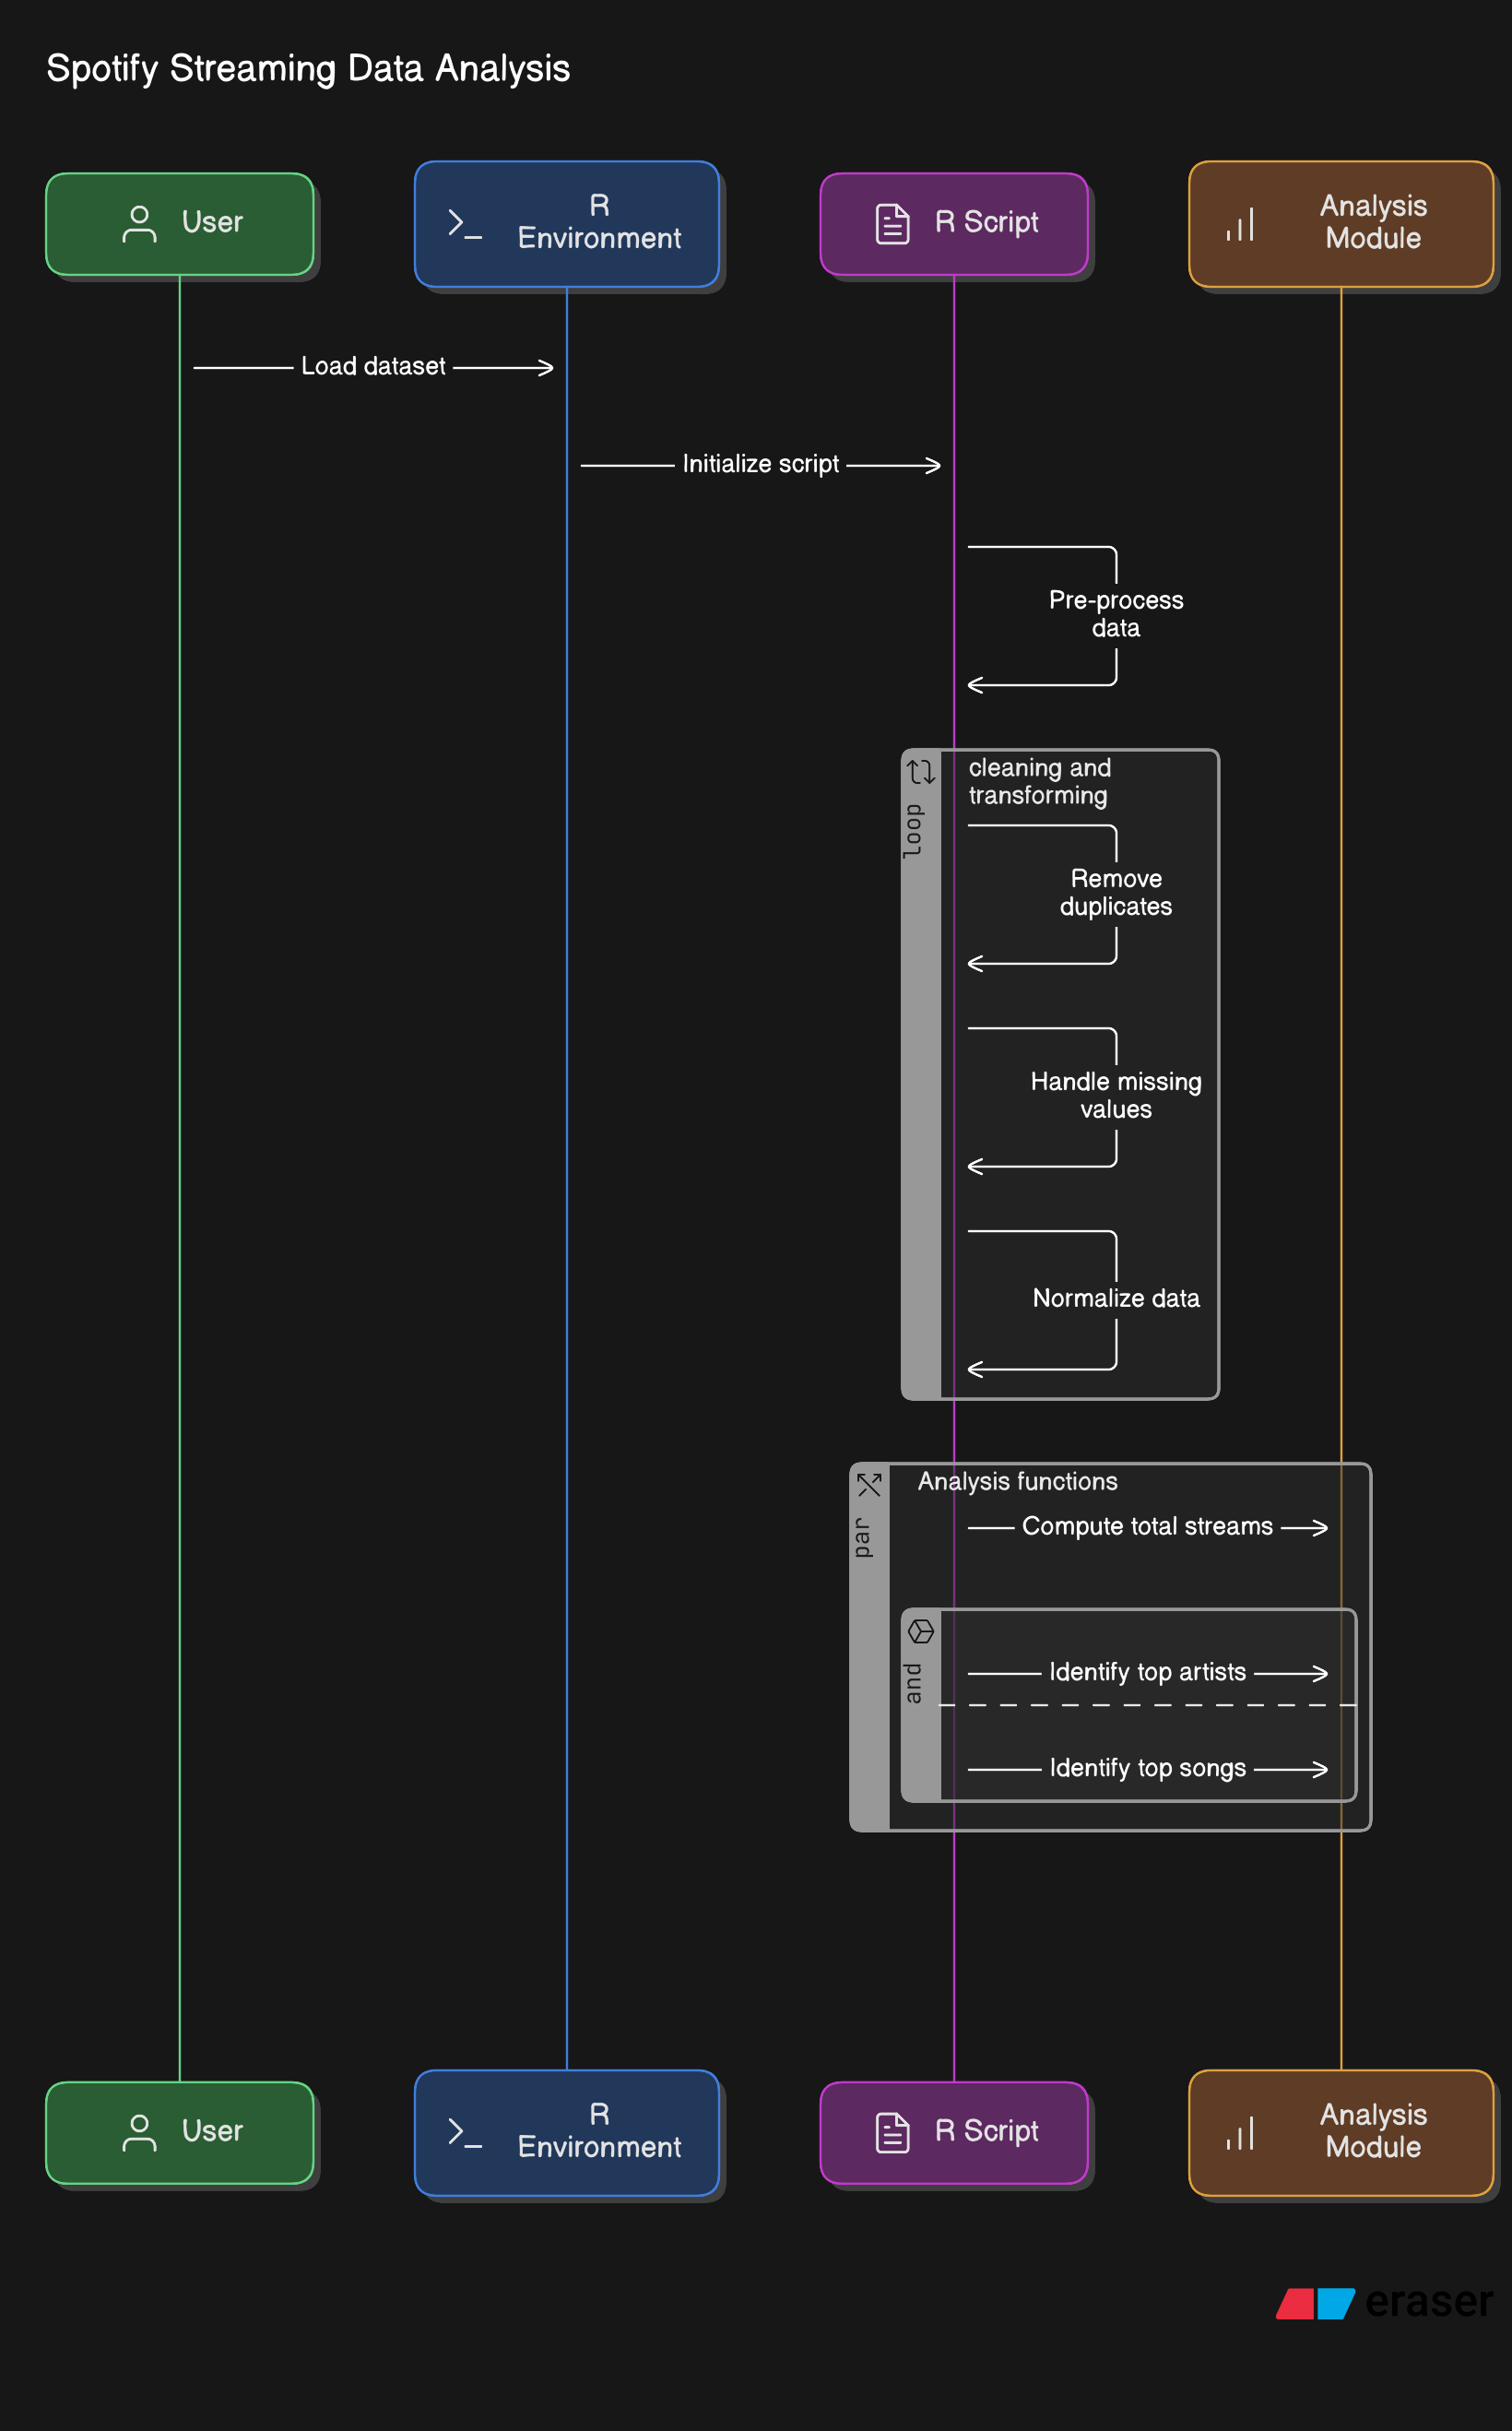 Spotify Streaming Data Analysis
User
R
Environment
R Script
Analysis
Module
Load dataset
Initialize script
Pre-process
data
loop
cleaning and
transforming
Remove
duplicates
Handle missing
values
Normalize data
par
Analysis functions
Compute total streams
and
Identify top artists
Identify top songs
User
R
Environment
R Script
Analysis
Module
eraser